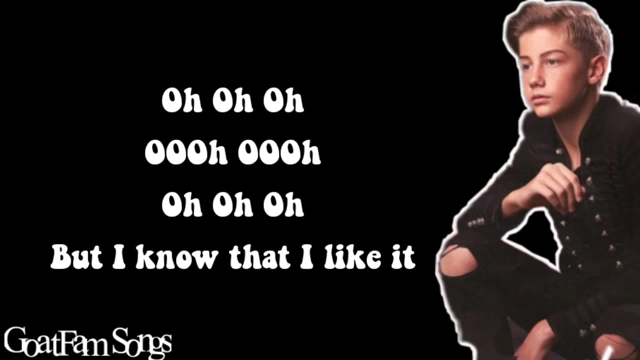 Oh Oh Oh
OOOh OOOh
Oh Oh Oh
But I know that I like it
GoatFam Songs